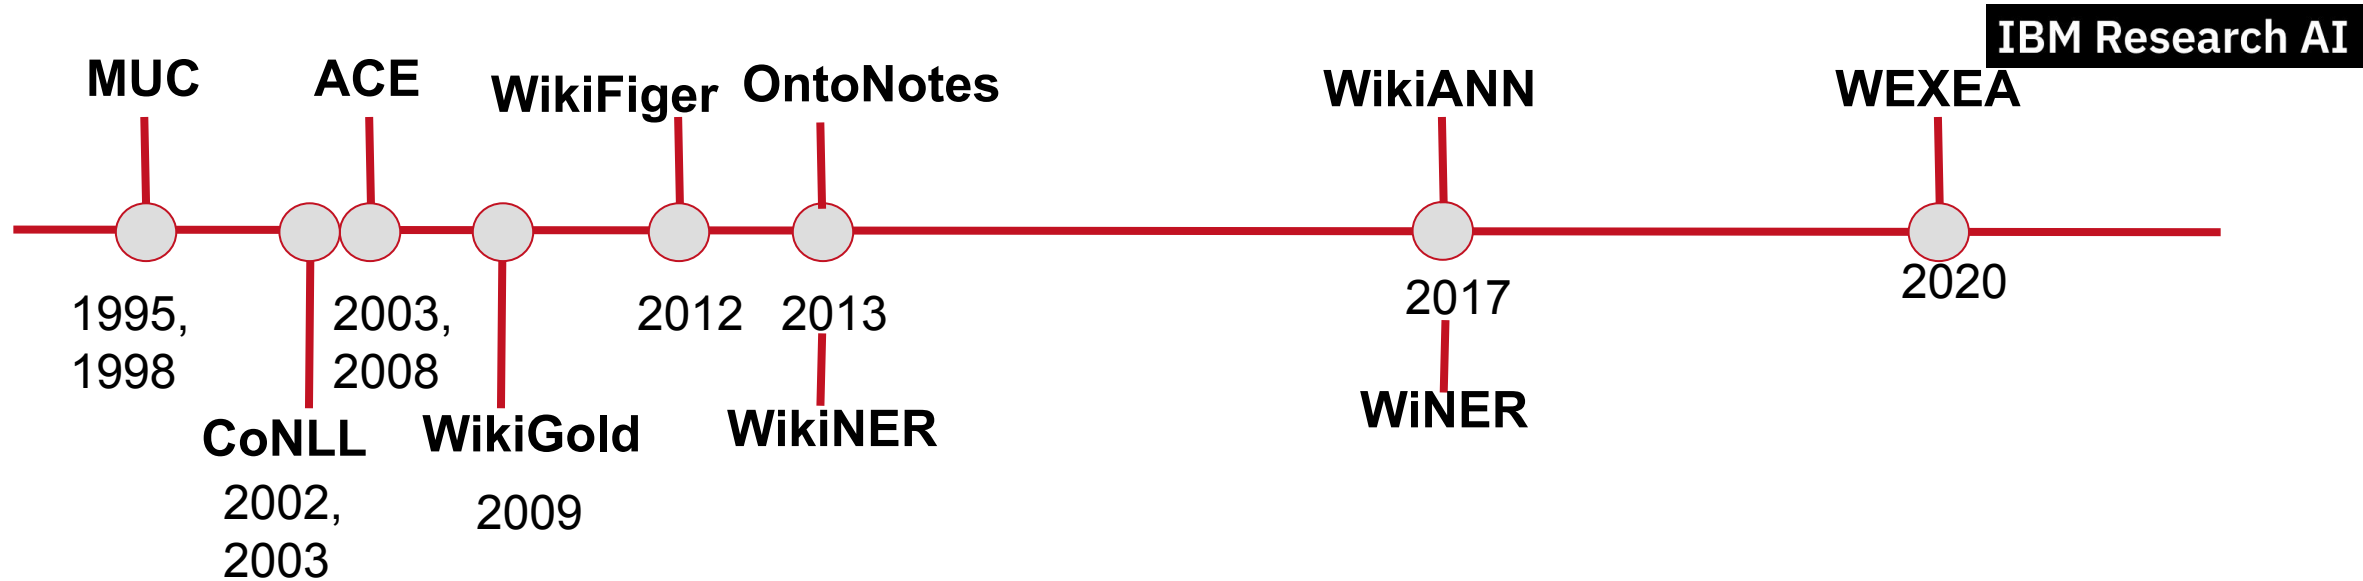 IBM Research AI
MUC
ACE
WikiFiger
OntoNotes
WikiANN
WEXEA
1995,
1998
2003,
2008
2012
2013
2017
2020
CoNLL
2002,
2003
WikiGold
2009
WikiNER
WiNER